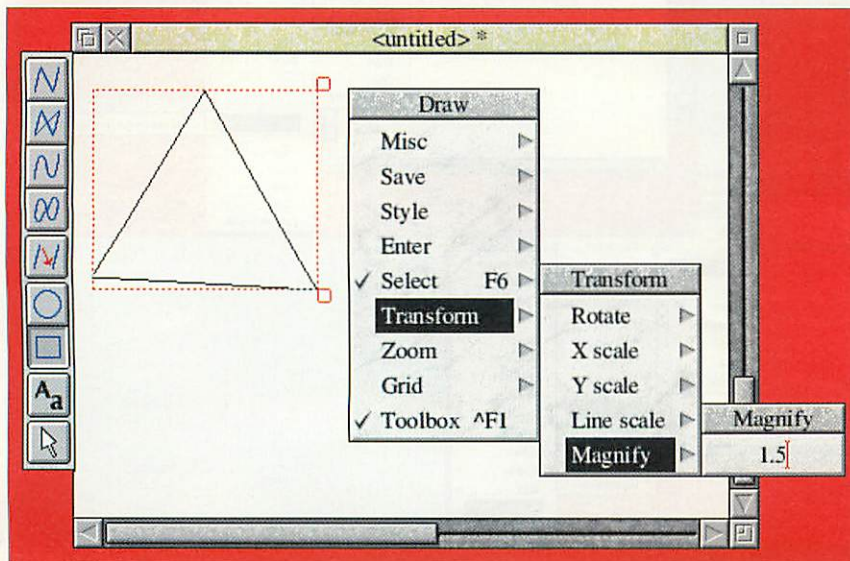 <untitled> *
Draw
Misc
Save
Style
Enter
✓ Select F6
Transform
Zoom
Grid
✓ Toolbox ^F1
Transform
Rotate
X scale
Y scale
Line scale
Magnify
Magnify
1.5
Aa